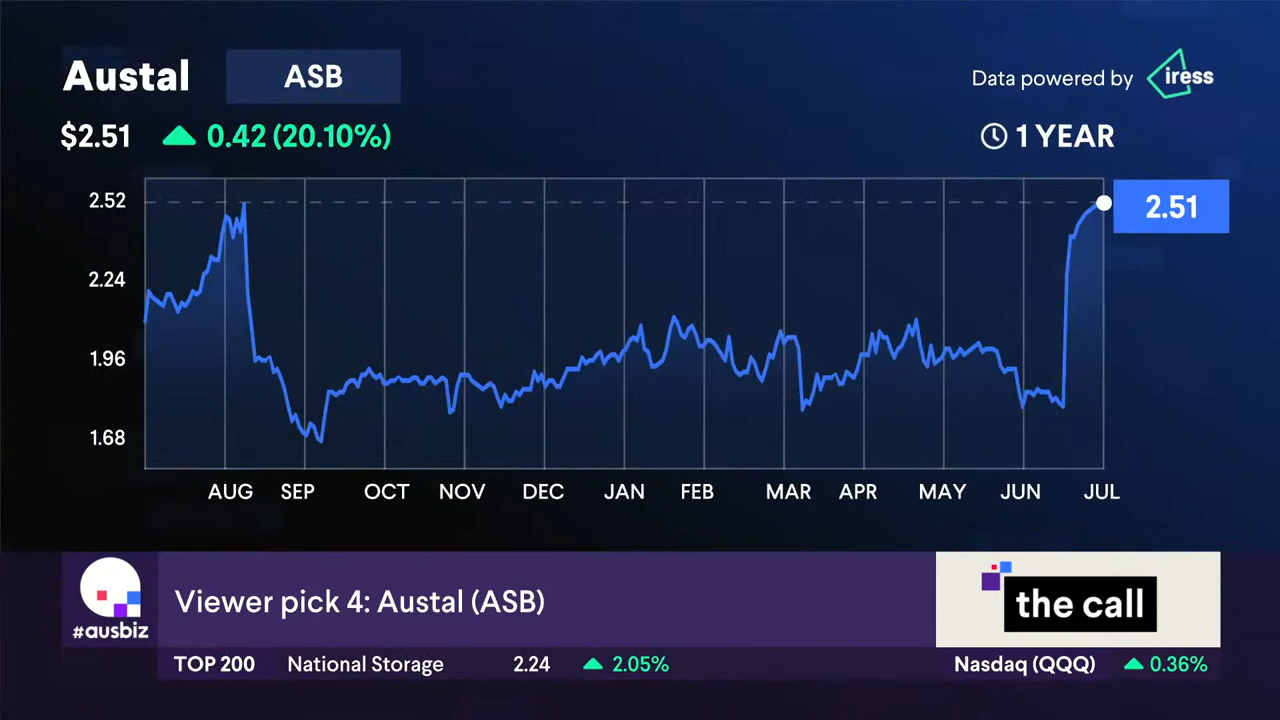 Austal ASB
Data powered by iress
$2.51 0.42 (20.10%)
1 YEAR
2.52
2.51
2.24
1.96
1.68
AUG SEP OCT NOV DEC JAN FEB MAR APR MAY JUN JUL
#ausbiz
Viewer pick 4: Austal (ASB)
the call
TOP 200 National Storage 2.24 2.05% Nasdaq (QQQ) 0.36%